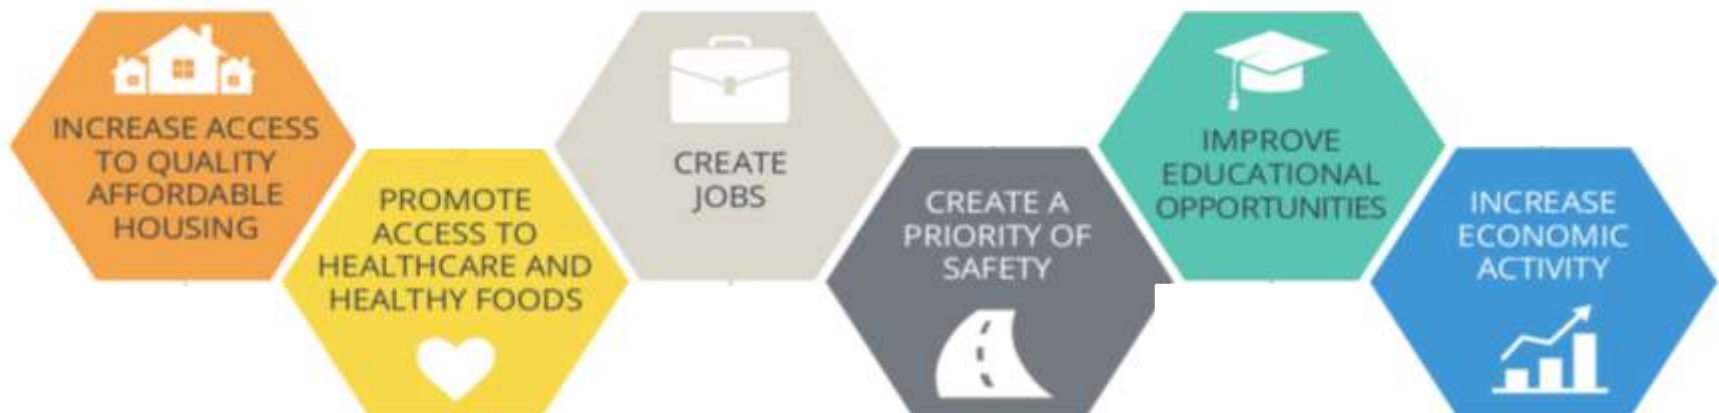 INCREASE ACCESS
TO QUALITY
AFFORDABLE
HOUSING
PROMOTE
ACCESS TO
HEALTHCARE AND
HEALTHY FOODS
CREATE
JOBS
CREATE A
PRIORITY OF
SAFETY
IMPROVE
EDUCATIONAL
OPPORTUNITIES
INCREASE
ECONOMIC
ACTIVITY